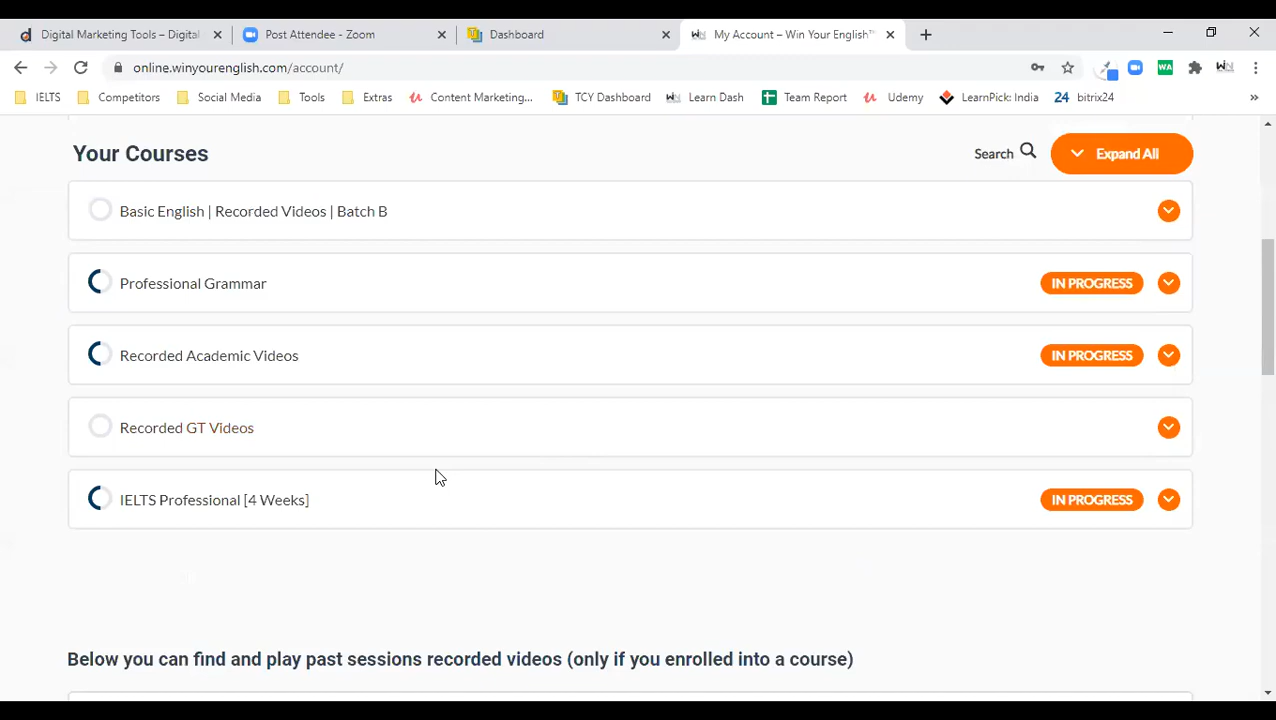 Digital Marketing Tools – Digital
Post Attendee - Zoom
Dashboard
My Account – Win Your English™
online.winyourenglish.com/account/
WA
IELTS
Competitors
Social Media
Tools
Extras
Content Marketing...
TCY Dashboard
Learn Dash
Team Report
Udemy
LearnPick: India
24 bitrix24
Your Courses
Search
Expand All
Basic English | Recorded Videos | Batch B
Professional Grammar
IN PROGRESS
Recorded Academic Videos
IN PROGRESS
Recorded GT Videos
IELTS Professional [4 Weeks]
IN PROGRESS
Below you can find and play past sessions recorded videos (only if you enrolled into a course)